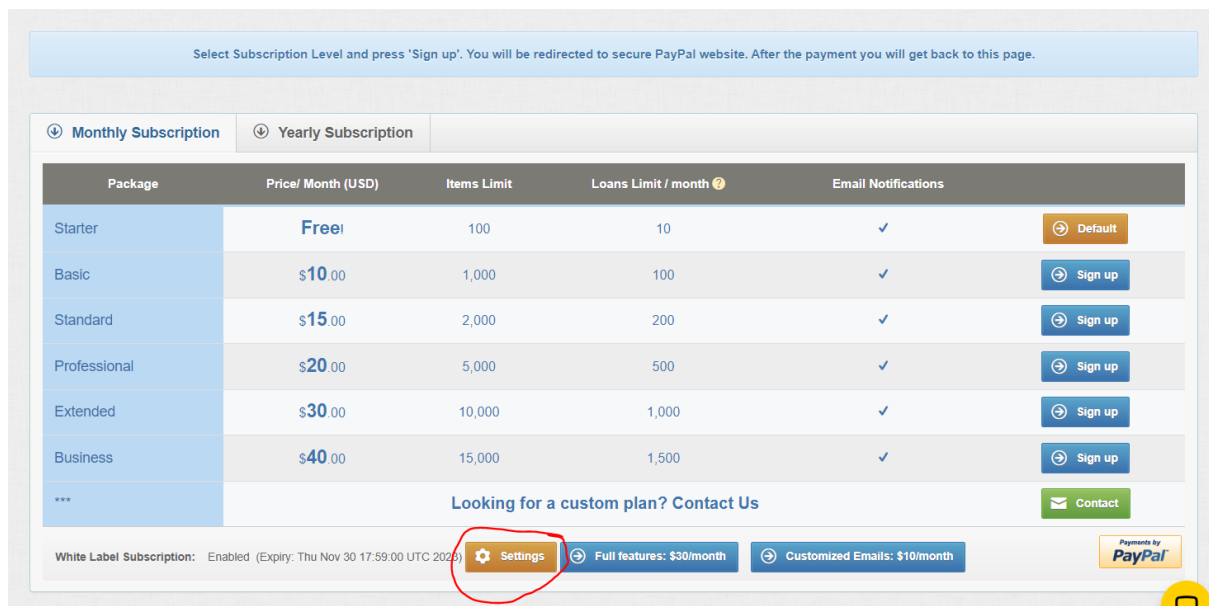 Select Subscription Level and press 'Sign up'. You will be redirected to secure PayPal website. After the payment you will get back to this page.
Monthly Subscription Yearly Subscription
Package Price/ Month (USD) Items Limit Loans Limit / month ? Email Notifications
Starter Free! 100 10 ✓ Default
Basic $10.00 1,000 100 ✓ Sign up
Standard $15.00 2,000 200 ✓ Sign up
Professional $20.00 5,000 500 ✓ Sign up
Extended $30.00 10,000 1,000 ✓ Sign up
Business $40.00 15,000 1,500 ✓ Sign up
*** Looking for a custom plan? Contact Us Contact
White Label Subscription: Enabled (Expiry: Thu Nov 30 17:59:00 UTC 2023) Settings Full features: $30/month Customized Emails: $10/month Payments by
PayPal